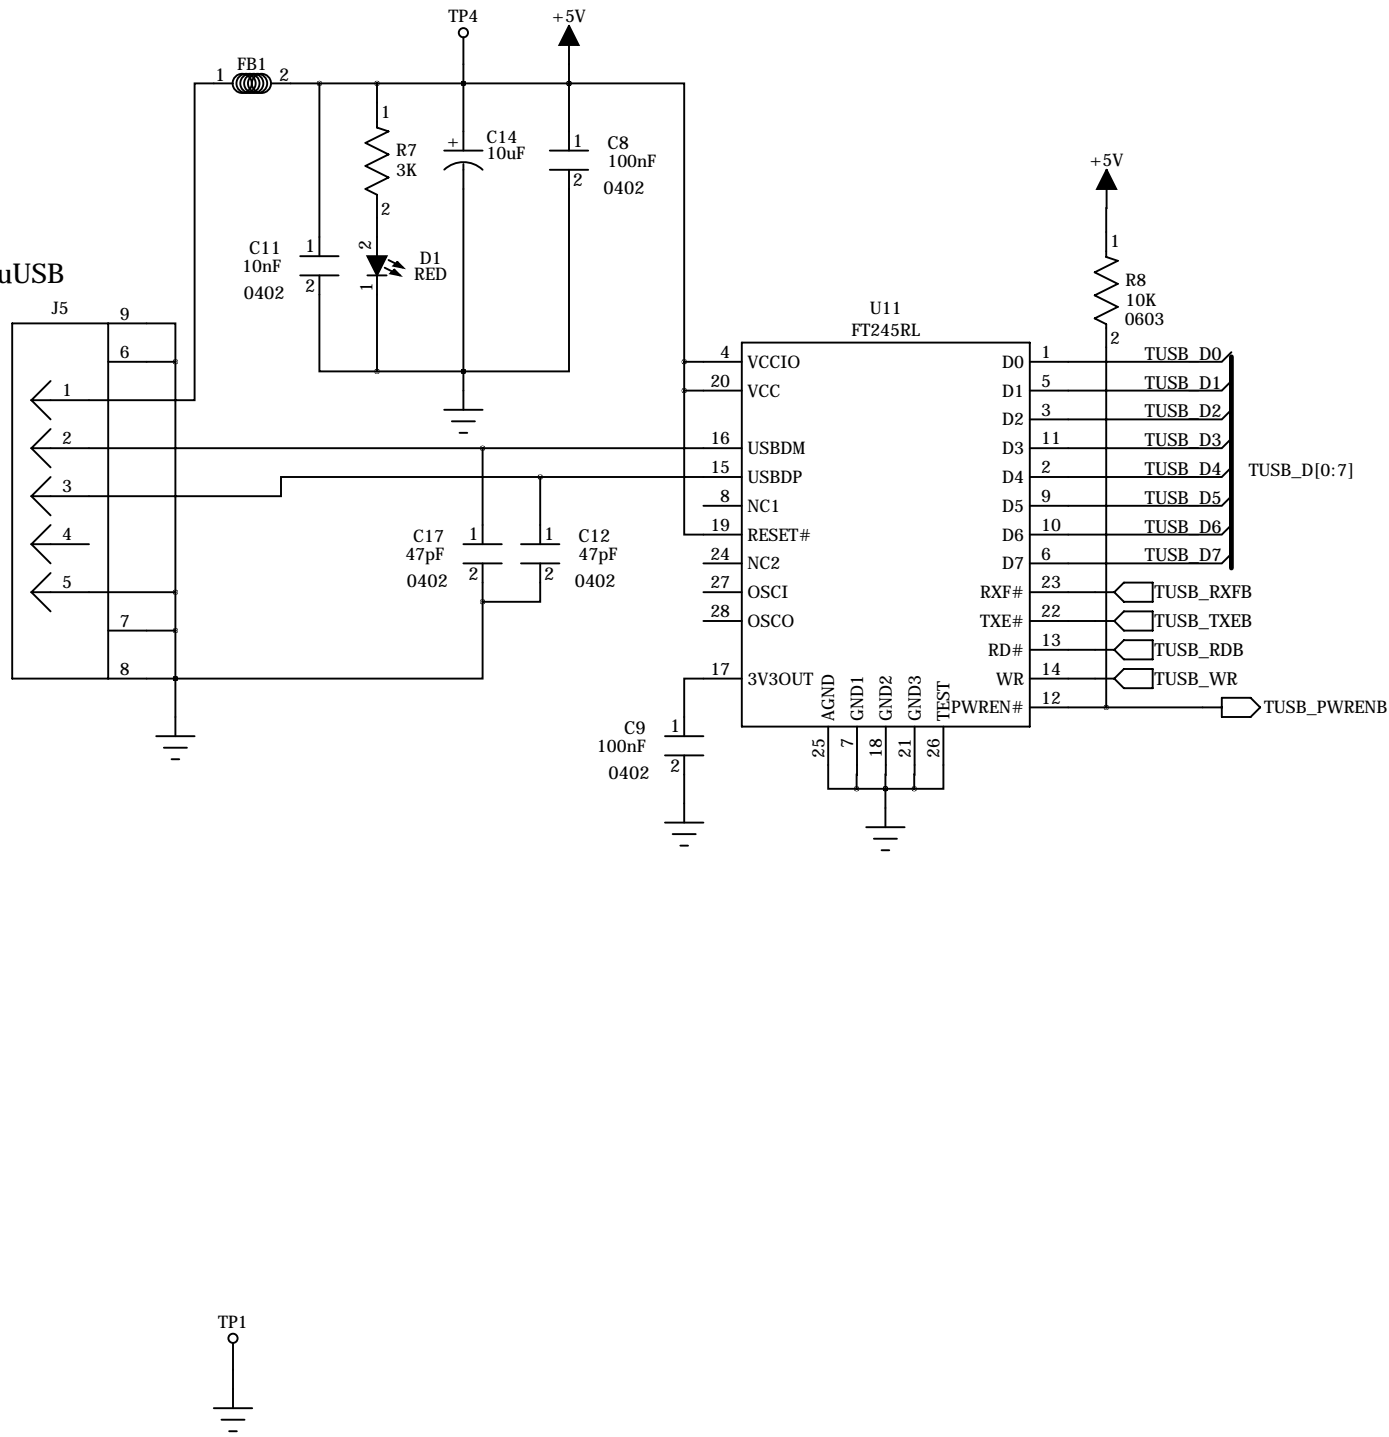 TP4
+5V
FB1
1
2
1
R7
3K
2
+
C14
10uF
1
C8
100nF
2
0402
+5V
C11
10nF
0402
1
2
2
D1
RED
1
1
R8
10K
0603
2
uUSB
J5
9
6
1
2
3
4
5
7
8
U11
FT245RL
4
VCCIO
20
VCC
16
USBDM
15
USBDP
8
NC1
19
RESET#
24
NC2
27
OSCI
28
OSCO
17
3V3OUT
D0
1
TUSB_D0
D1
5
TUSB_D1
D2
3
TUSB_D2
D3
11
TUSB_D3
D4
2
TUSB_D4
D5
9
TUSB_D5
D6
10
TUSB_D6
D7
6
TUSB_D7
TUSB_D[0:7]
RXF#
23
TUSB_RXFB
TXE#
22
TUSB_TXEB
RD#
13
TUSB_RDB
WR
14
TUSB_WR
PWREN#
12
TUSB_PWRENB
AGND
GND1
GND2
GND3
TEST
25
7
18
21
26
C17
47pF
0402
1
2
1
2
C12
47pF
0402
C9
100nF
0402
1
2
TP1